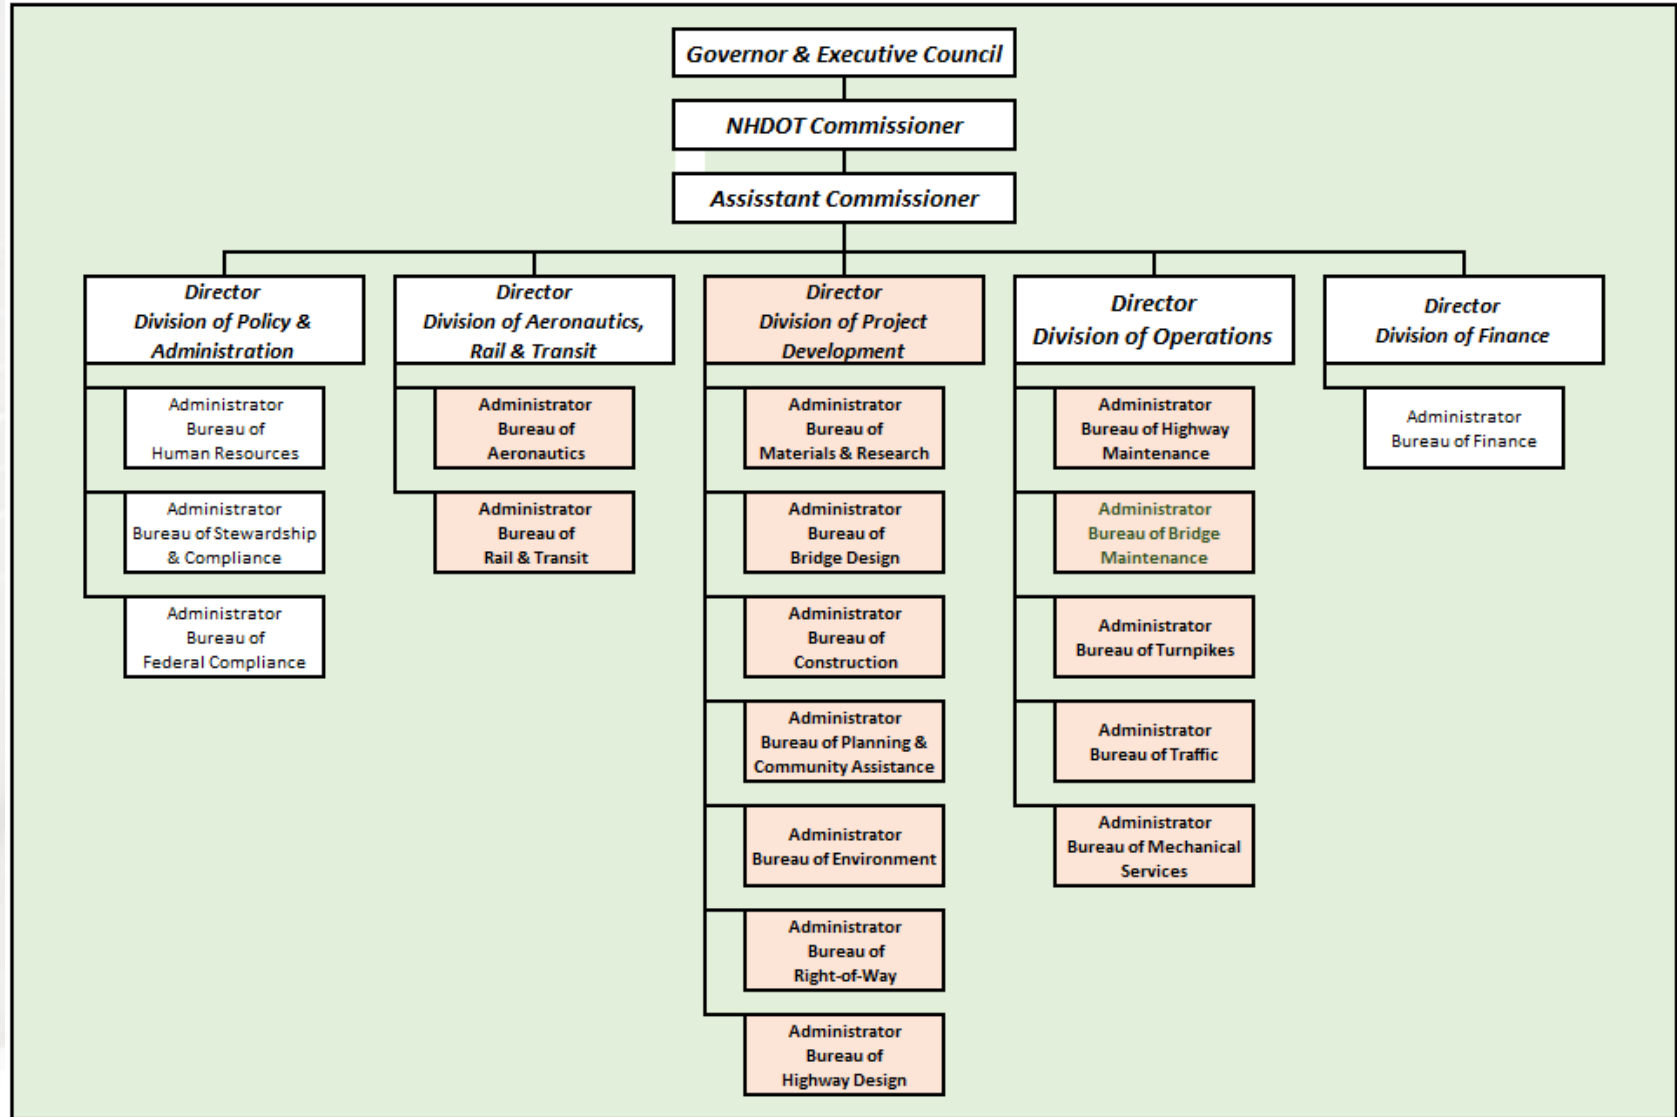 Governor & Executive Council
NHDOT Commissioner
Assisstant Commissioner
Director
Division of Policy &
Administration
Administrator
Bureau of
Human Resources
Administrator
Bureau of Stewardship
& Compliance
Administrator
Bureau of
Federal Compliance
Director
Division of Aeronautics,
Rail & Transit
Administrator
Bureau of
Aeronautics
Administrator
Bureau of
Rail & Transit
Director
Division of Project
Development
Administrator
Bureau of
Materials & Research
Administrator
Bureau of
Bridge Design
Administrator
Bureau of
Construction
Administrator
Bureau of Planning &
Community Assistance
Administrator
Bureau of Environment
Administrator
Bureau of
Right-of-Way
Administrator
Bureau of
Highway Design
Director
Division of Operations
Administrator
Bureau of Highway
Maintenance
Administrator
Bureau of Bridge
Maintenance
Administrator
Bureau of Turnpikes
Administrator
Bureau of Traffic
Administrator
Bureau of Mechanical
Services
Director
Division of Finance
Administrator
Bureau of Finance